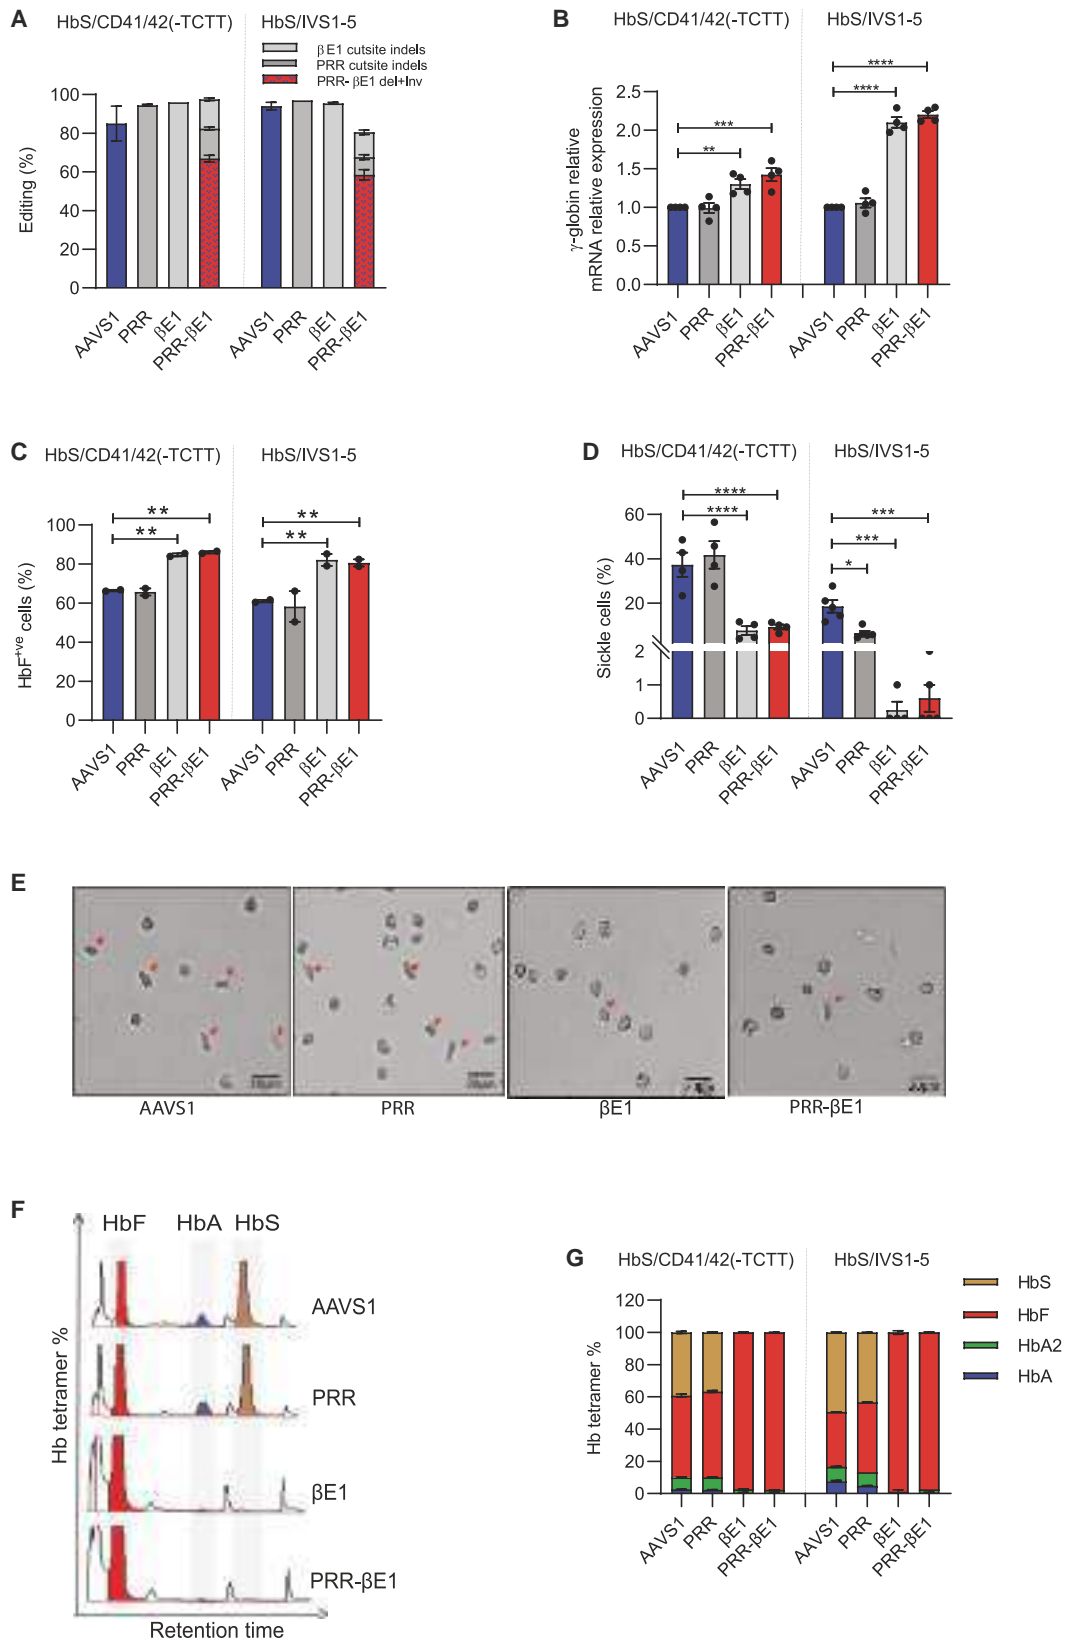 A
HbS/CD41/42(-TCTT)
HbS/IVS1-5
βE1 cutsite indels
PRR cutsite indels
PRR- βE1 del+Inv
Editing (%)
100
80
60
40
20
0
AAVS1
PRR
βE1
PRR-βE1
AAVS1
PRR
βE1
PRR-βE1
B
HbS/CD41/42(-TCTT)
HbS/IVS1-5
γ-globin relative
mRNA relative expression
2.5
2.0
1.5
1.0
0.5
0.0
**
***
****
****
AAVS1
PRR
βE1
PRR-βE1
AAVS1
PRR
βE1
PRR-βE1
C
HbS/CD41/42(-TCTT)
HbS/IVS1-5
HbF+ve cells (%)
100
80
60
40
20
0
**
**
**
**
AAVS1
PRR
βE1
PRR-βE1
AAVS1
PRR
βE1
PRR-βE1
D
HbS/CD41/42(-TCTT)
HbS/IVS1-5
Sickle cells (%)
60
40
20
2
1
0
****
****
***
***
*
AAVS1
PRR
βE1
PRR-βE1
AAVS1
PRR
βE1
PRR-βE1
E
AAVS1
PRR
βE1
PRR-βE1
F
HbF
HbA
HbS
AAVS1
PRR
βE1
PRR-βE1
Hb tetramer %
Retention time
G
HbS/CD41/42(-TCTT)
HbS/IVS1-5
HbS
HbF
HbA2
HbA
Hb tetramer %
120
100
80
60
40
20
0
AAVS1
PRR
βE1
PRR-βE1
AAVS1
PRR
βE1
PRR-βE1